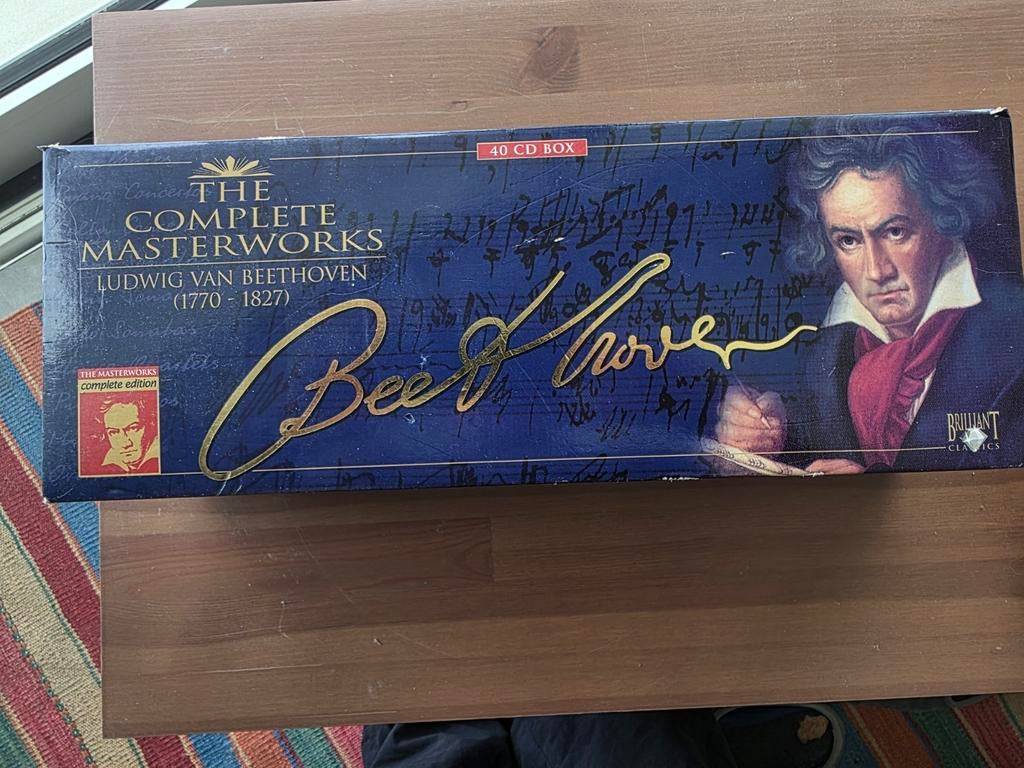 40 CD BOX
THE
COMPLETE
MASTERWORKS
LUDWIG VAN BEETHOVEN
(1770 - 1827)
Beethoven
THE MASTERWORKS
complete edition
BRILLIANT
CLASSICS